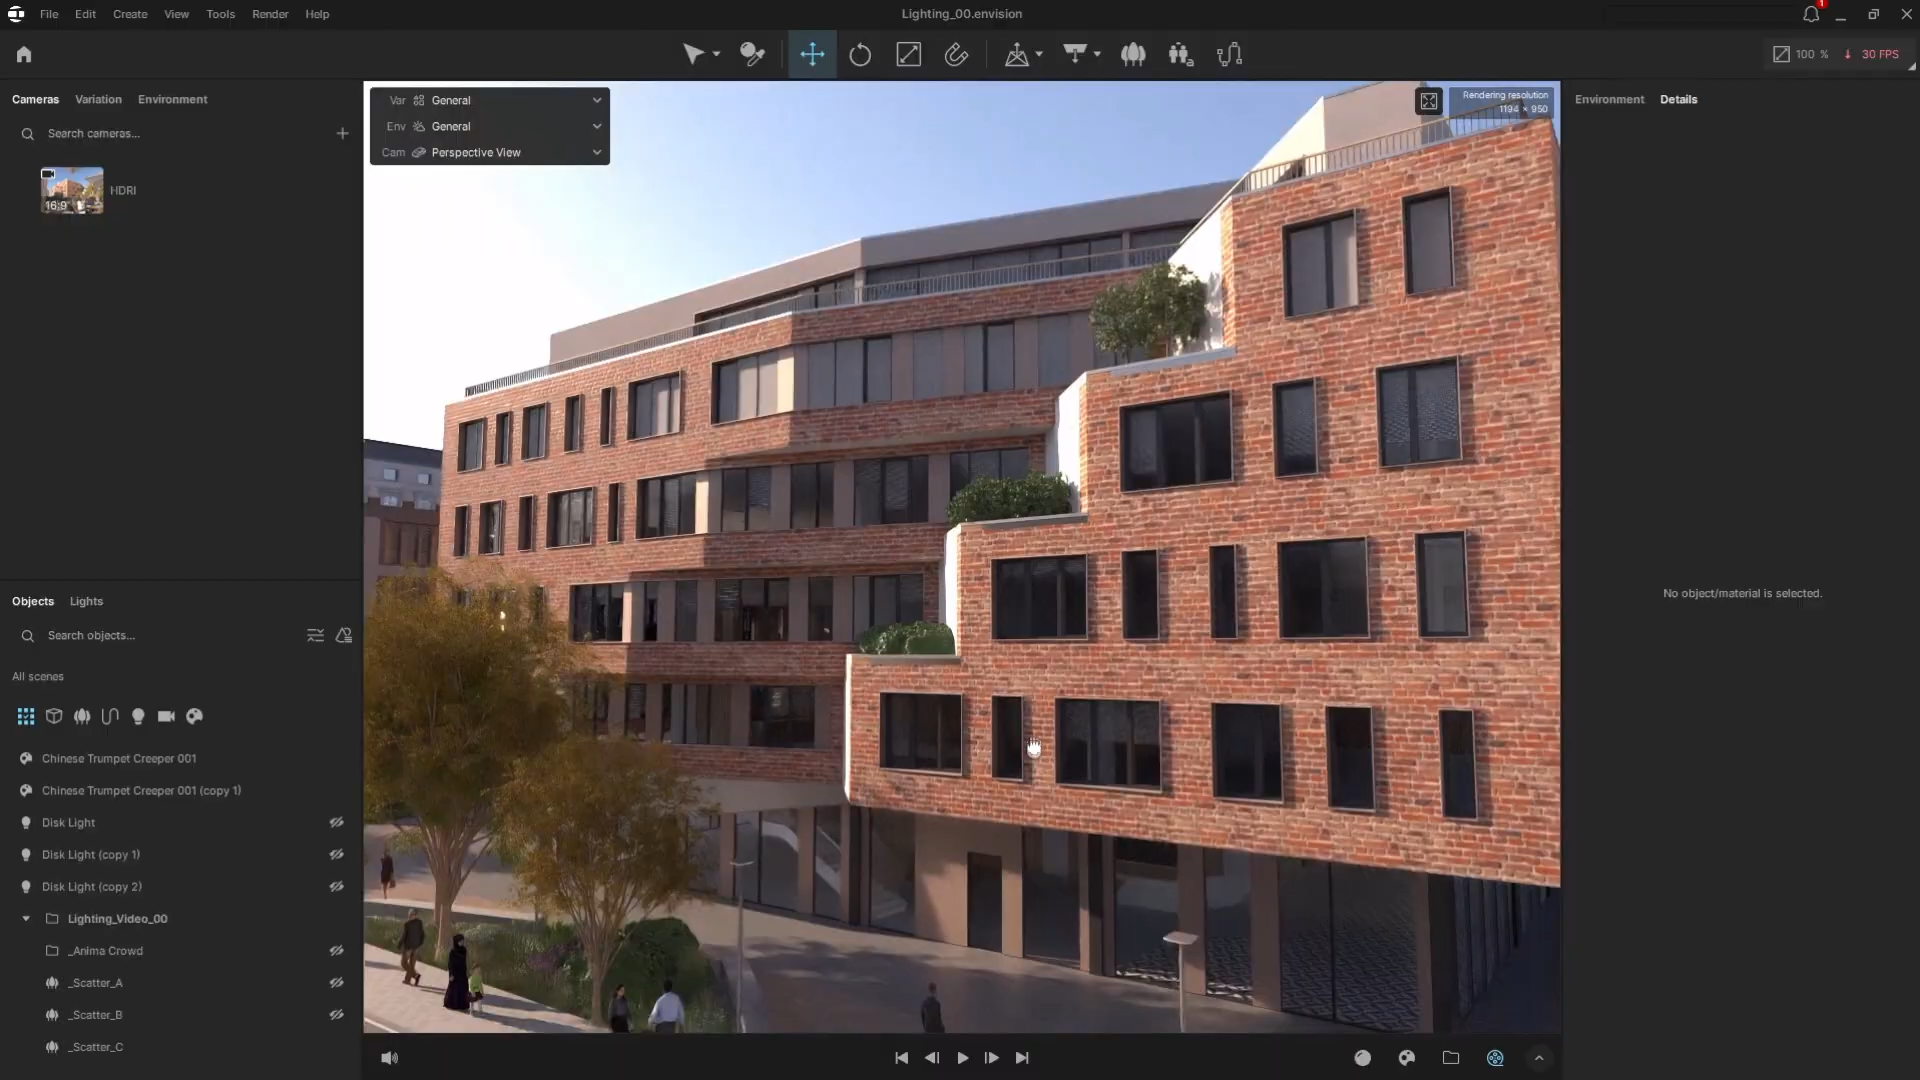 File Edit Create View Tools Render Help
Lighting_00.envision
1
100 %
30 FPS
Cameras Variation Environment
Search cameras...
16:9
HDRI
Var General
Env General
Cam Perspective View
Rendering resolution
1194 × 950
Environment Details
No object/material is selected.
Objects Lights
Search objects...
All scenes
Chinese Trumpet Creeper 001
Chinese Trumpet Creeper 001 (copy 1)
Disk Light
Disk Light (copy 1)
Disk Light (copy 2)
Lighting_Video_00
_Anima Crowd
_Scatter_A
_Scatter_B
_Scatter_C